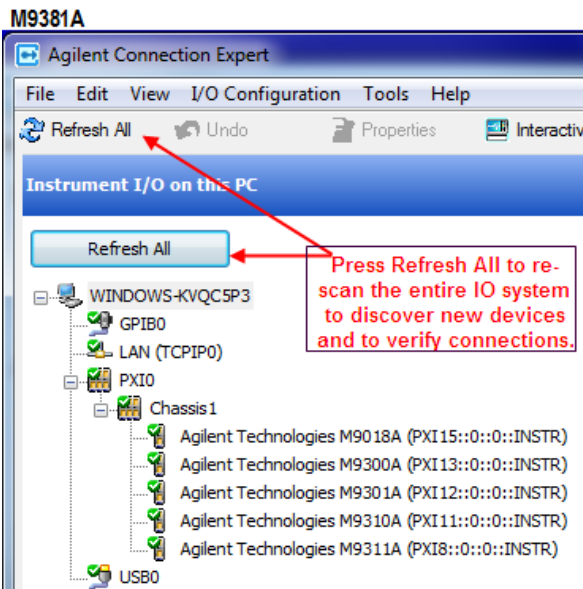 M9381A
Agilent Connection Expert
File Edit View I/O Configuration Tools Help
Refresh All Undo Properties
Instrument I/O on this PC
Refresh All
Press Refresh All to re-
scan the entire IO system
to discover new devices
and to verify connections.
WINDOWS-KVQC5P3
GPIB0
LAN (TCPIP0)
PXI0
Chassis1
Agilent Technologies M9018A (PXI15::0::0::INSTR)
Agilent Technologies M9300A (PXI13::0::0::INSTR)
Agilent Technologies M9301A (PXI12::0::0::INSTR)
Agilent Technologies M9310A (PXI11::0::0::INSTR)
Agilent Technologies M9311A (PXI8::0::0::INSTR)
USB0